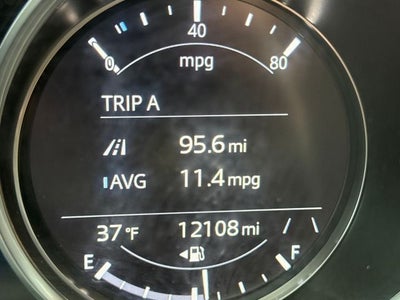 40
0 80
mpg
TRIP A
95.6 mi
AVG 11.4 mpg
37 °F 12108 mi
E F